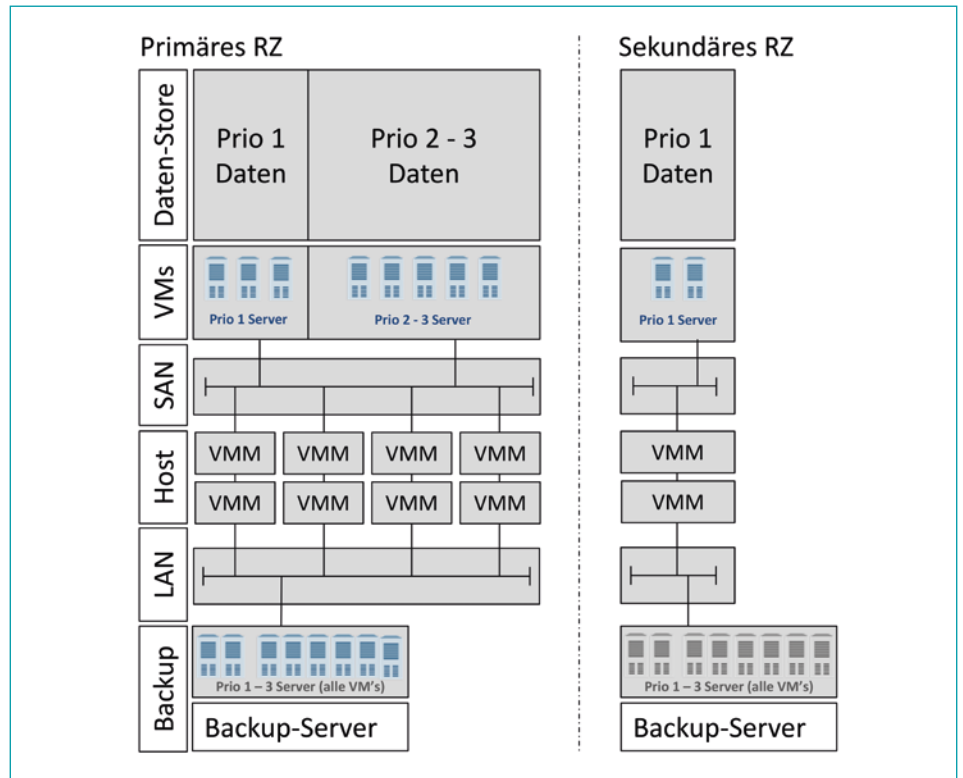 Primäres RZ
Sekundäres RZ
Daten-Store
Prio 1
Daten
Prio 2 - 3
Daten
Prio 1
Daten
VMs
Prio 1 Server
Prio 2 - 3 Server
Prio 1 Server
SAN
Host
VMM
VMM
VMM
VMM
VMM
VMM
VMM
VMM
VMM
VMM
LAN
Backup
Prio 1 – 3 Server (alle VM's)
Prio 1 – 3 Server (alle VM's)
Backup-Server
Backup-Server